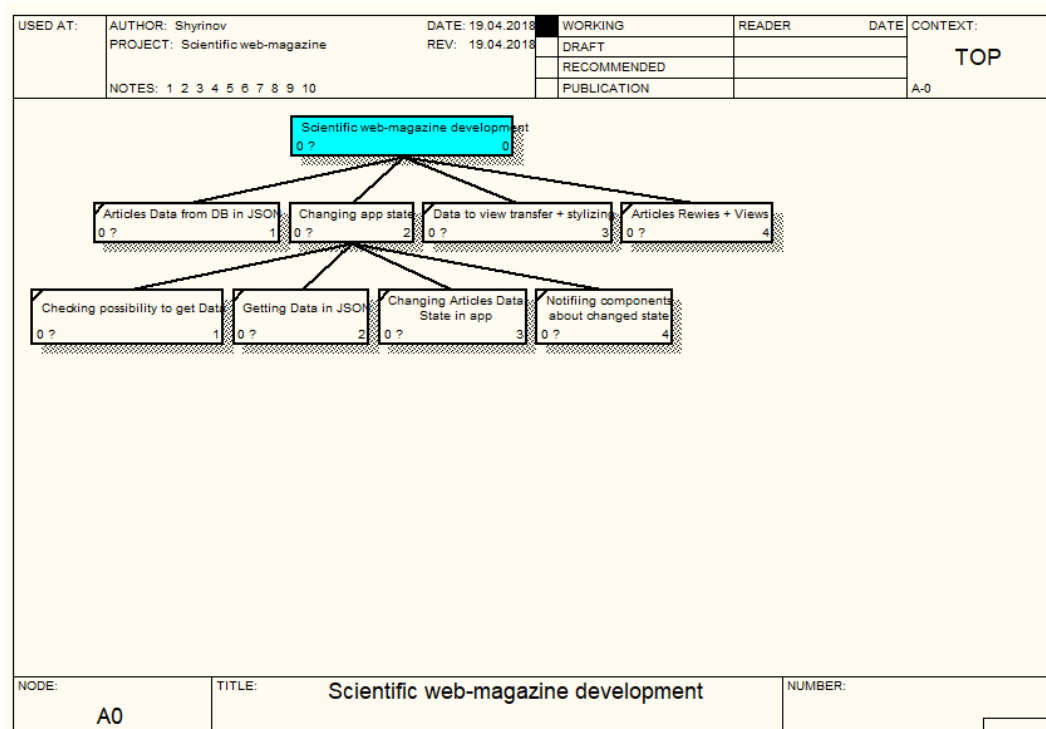 USED AT:
AUTHOR: Shyrinov
DATE: 19.04.2018
WORKING
READER
DATE
CONTEXT:
PROJECT: Scientific web-magazine
REV: 19.04.2018
DRAFT
TOP
RECOMMENDED
NOTES: 1 2 3 4 5 6 7 8 9 10
PUBLICATION
A-0
Scientific web-magazine development
0 ?
0
Articles Data from DB in JSON
0 ?
1
Changing app state
0 ?
2
Data to view transfer + stylizing
0 ?
3
Articles Rewies + Views
0 ?
4
Checking possibility to get Data
0 ?
1
Getting Data in JSON
0 ?
2
Changing Articles Data
State in app
0 ?
3
Notifiing components
about changed state
0 ?
4
NODE:
A0
TITLE:
Scientific web-magazine development
NUMBER: